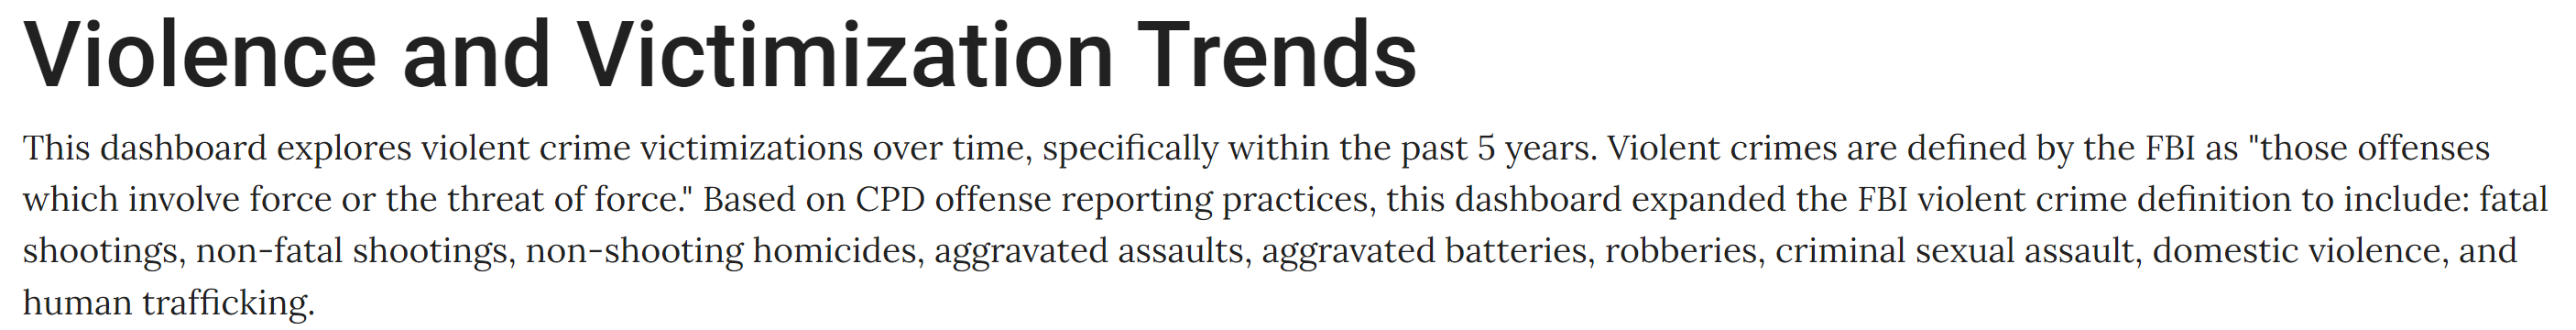 Violence and Victimization Trends
This dashboard explores violent crime victimizations over time, specifically within the past 5 years. Violent crimes are defined by the FBI as "those offenses
which involve force or the threat of force." Based on CPD offense reporting practices, this dashboard expanded the FBI violent crime definition to include: fatal
shootings, non-fatal shootings, non-shooting homicides, aggravated assaults, aggravated batteries, robberies, criminal sexual assault, domestic violence, and
human trafficking.